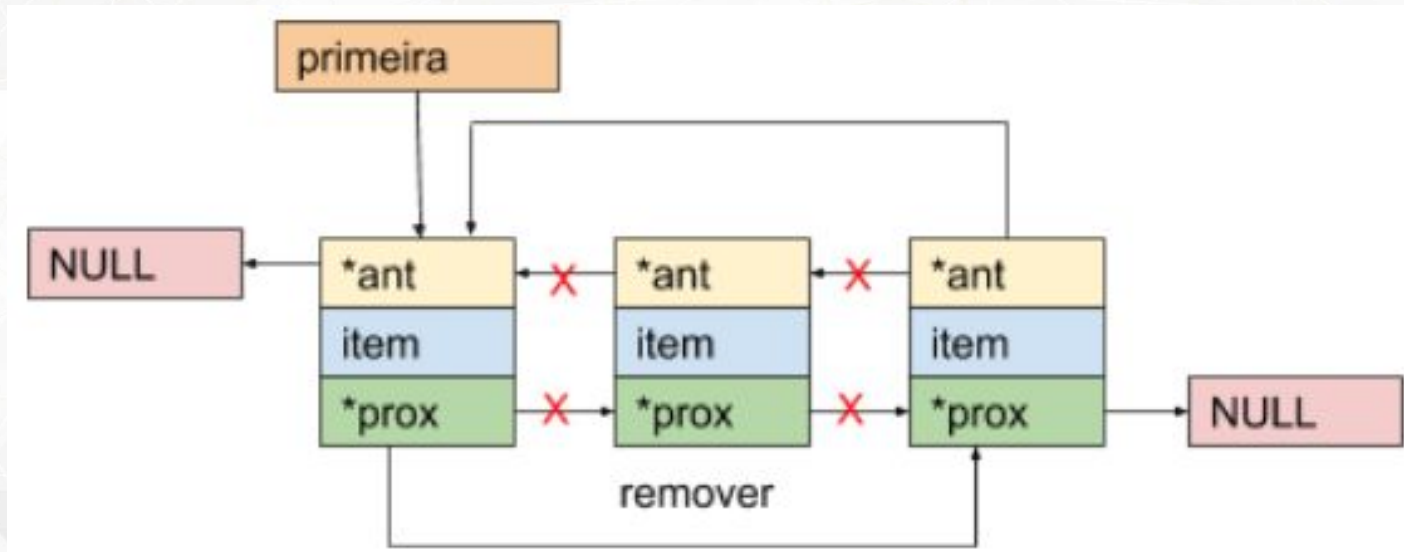 primeira
NULL
*ant
*ant
*ant
item
item
item
*prox
*prox
*prox
NULL
remover